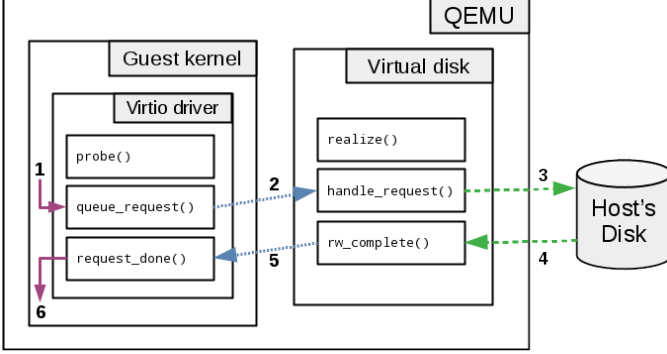 QEMU
Guest kernel
Virtual disk
Virtio driver
realize()
probe()
1
2
3
queue_request()
handle_request()
Host's
Disk
request_done()
rw_complete()
5
4
6